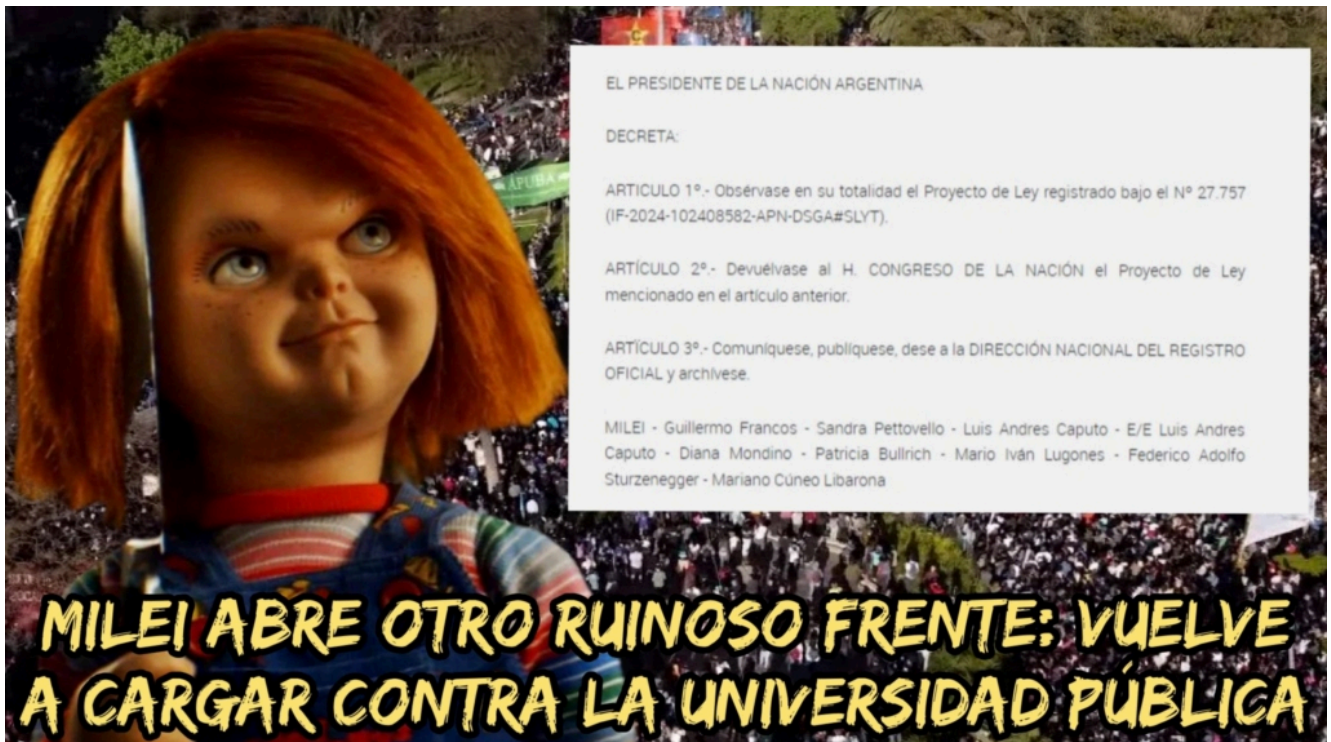 APUBA
EL PRESIDENTE DE LA NACIÓN ARGENTINA
DECRETA:
ARTICULO 1º.- Obsérvase en su totalidad el Proyecto de Ley registrado bajo el Nº 27.757
(IF-2024-102408582-APN-DSGA#SLYT).
ARTÍCULO 2º.- Devuélvase al H. CONGRESO DE LA NACIÓN el Proyecto de Ley
mencionado en el artículo anterior.
ARTÏCULO 3º.- Comuníquese, publíquese, dese a la DIRECCIÓN NACIONAL DEL REGISTRO
OFICIAL y archívese.
MILEI - Guillermo Francos - Sandra Pettovello - Luis Andres Caputo - E/E Luis Andres
Caputo - Diana Mondino - Patricia Bullrich - Mario Iván Lugones - Federico Adolfo
Sturzenegger - Mariano Cúneo Libarona
MILEI ABRE OTRO RUINOSO FRENTE: VUELVE
A CARGAR CONTRA LA UNIVERSIDAD PÚBLICA